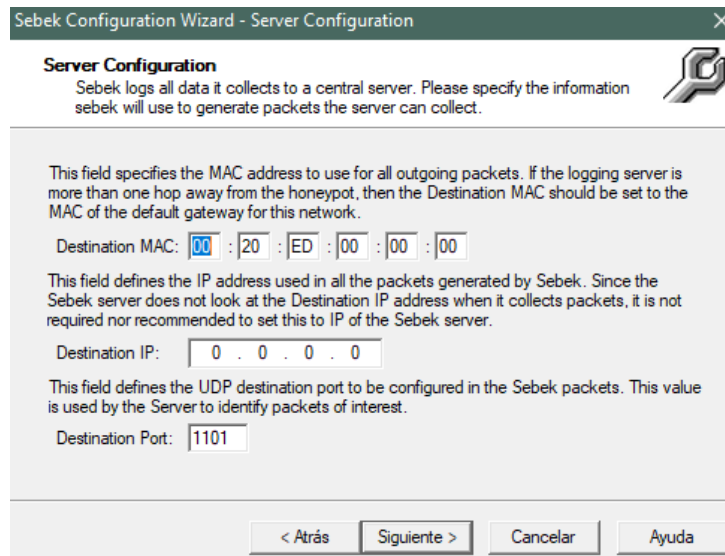 Sebek Configuration Wizard - Server Configuration
Server Configuration
Sebek logs all data it collects to a central server. Please specify the information
sebek will use to generate packets the server can collect.
This field specifies the MAC address to use for all outgoing packets. If the logging server is
more than one hop away from the honeypot, then the Destination MAC should be set to the
MAC of the default gateway for this network.
Destination MAC: 00 : 20 : ED : 00 : 00 : 00
This field defines the IP address used in all the packets generated by Sebek. Since the
Sebek server does not look at the Destination IP address when it collects packets, it is not
required nor recommended to set this to IP of the Sebek server.
Destination IP: 0 . 0 . 0 . 0
This field defines the UDP destination port to be configured in the Sebek packets. This value
is used by the Server to identify packets of interest.
Destination Port: 1101
< Atrás Siguiente > Cancelar Ayuda